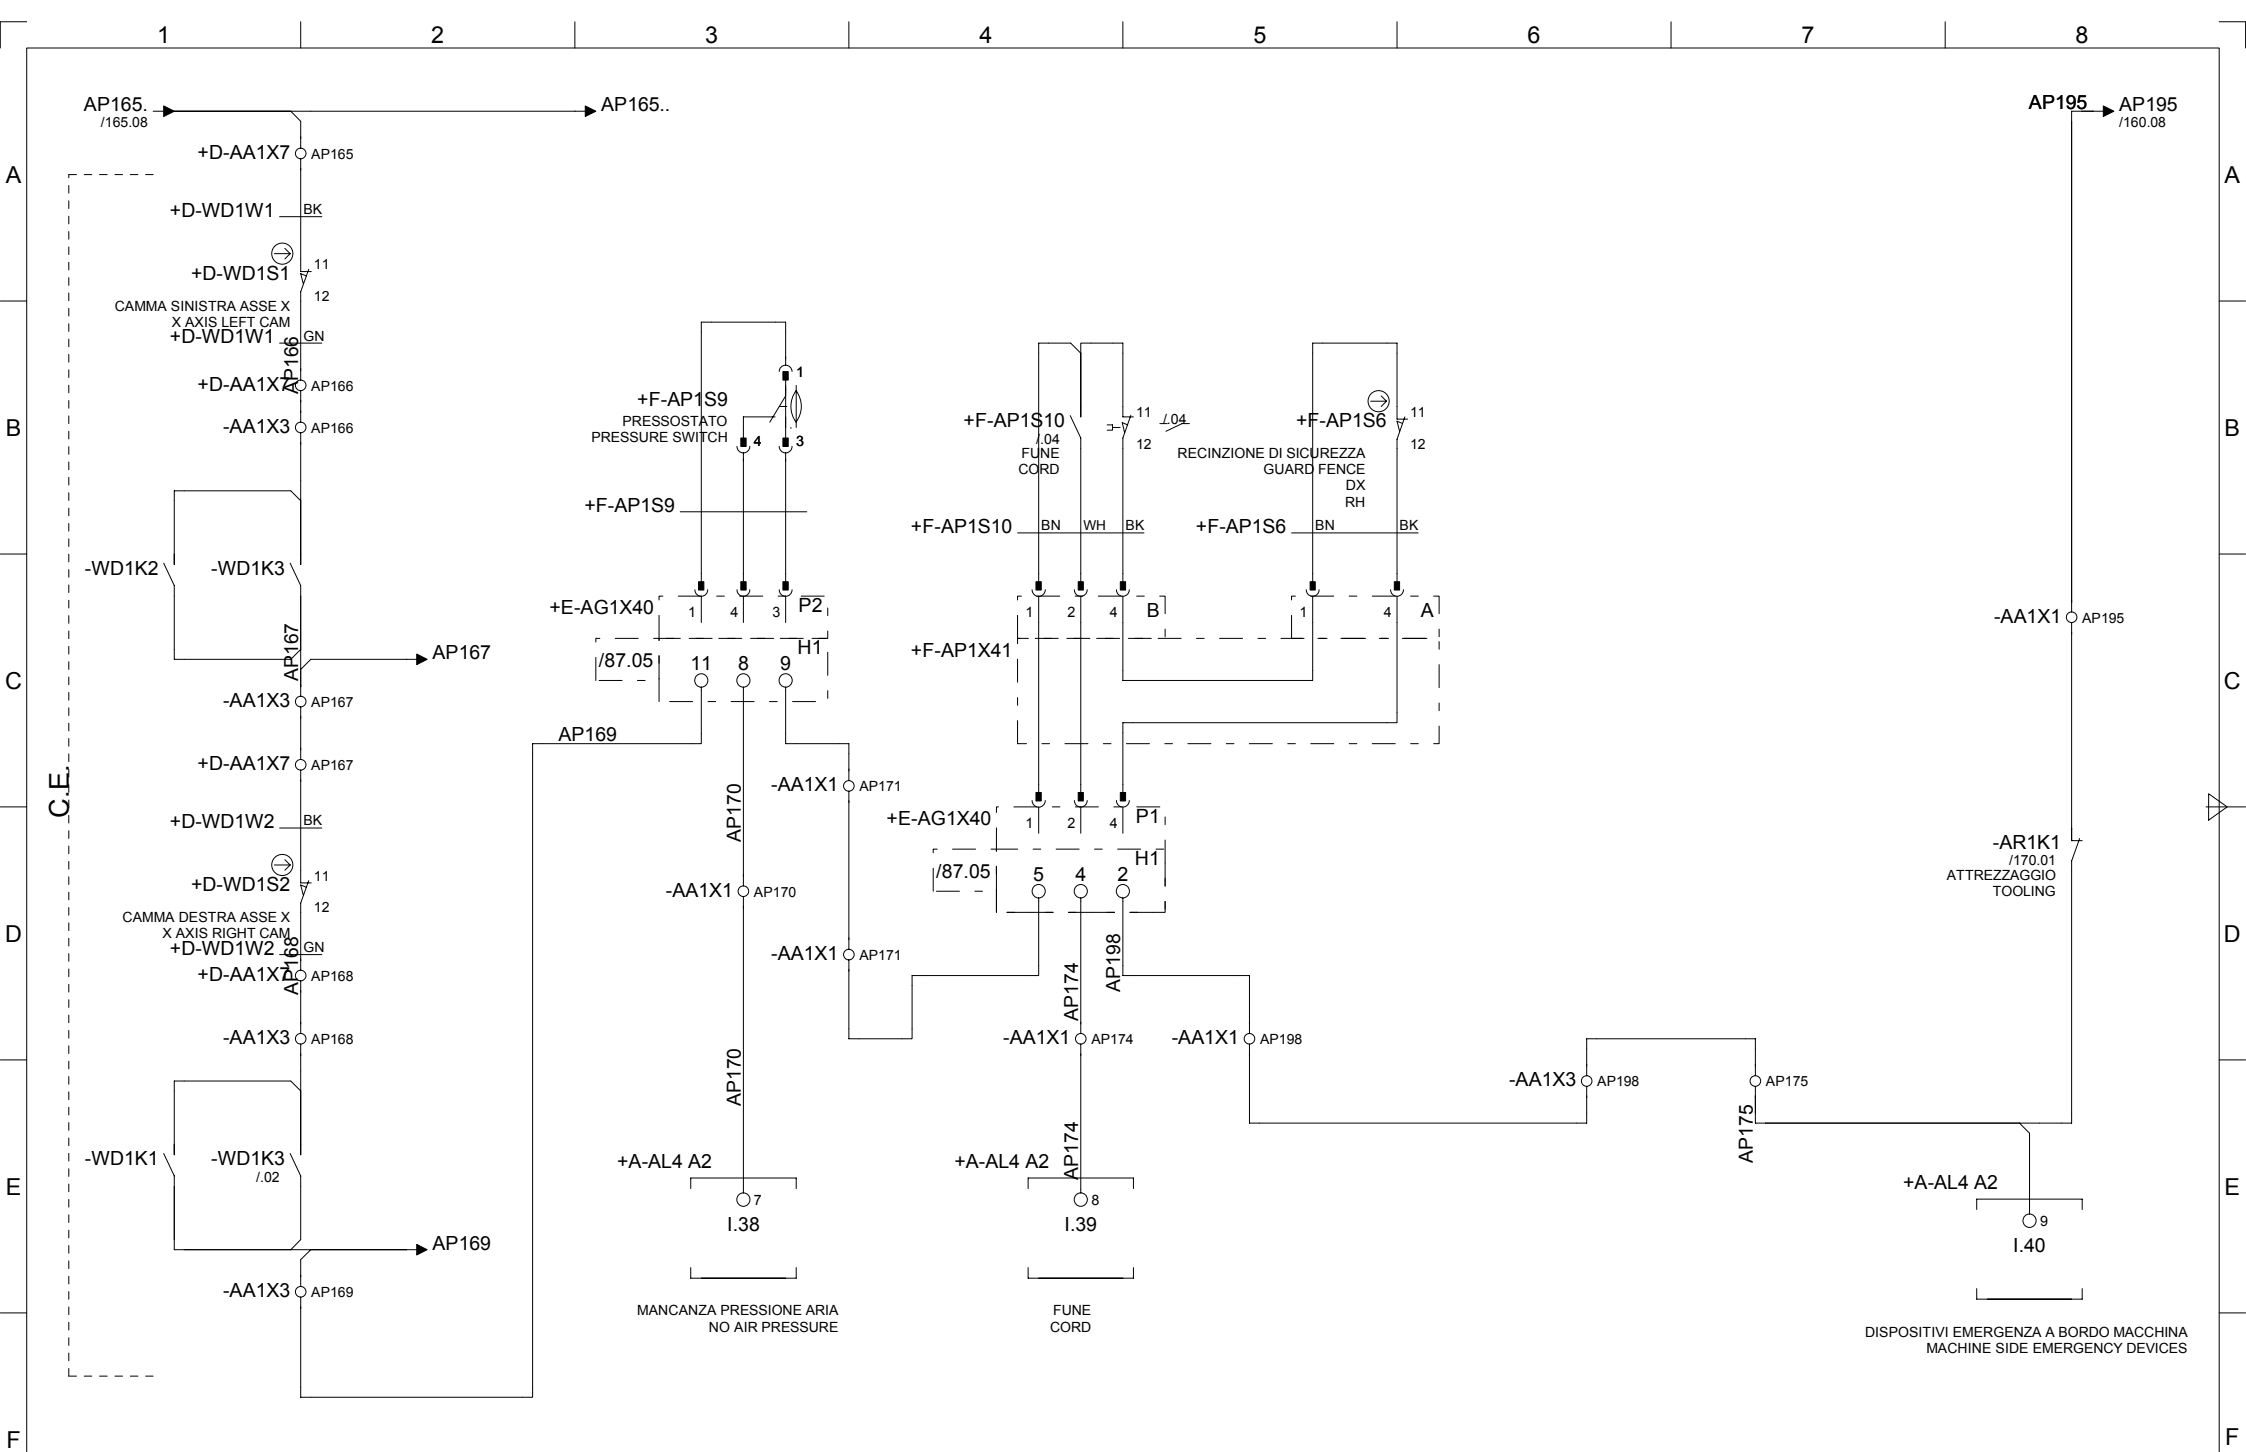 1 2 3 4 5 6 7 8
A
B
C
D
E
F
A
B
C
D
E
F
AP165.
/165.08
AP165..
+D-AA1X7 AP165
+D-WD1W1 BK
+D-WD1S1 11
12
CAMMA SINISTRA ASSE X
X AXIS LEFT CAM
+D-WD1W1 GN
AP166
+D-AA1X7 AP166
-AA1X3 AP166
-WD1K2
-WD1K3
AP167
AP167
-AA1X3 AP167
+D-AA1X7 AP167
C.E.
+D-WD1W2 BK
+D-WD1S2 11
12
CAMMA DESTRA ASSE X
X AXIS RIGHT CAM
+D-WD1W2 GN
AP168
+D-AA1X7 AP168
-AA1X3 AP168
-WD1K1
-WD1K3
/.02
AP169
-AA1X3 AP169
1
+F-AP1S9
PRESSOSTATO
PRESSURE SWITCH
4 3
+F-AP1S9
+E-AG1X40 1 4 3 P2
H1
/87.05 11 8 9
AP169
AP170
-AA1X1 AP171
-AA1X1 AP170
-AA1X1 AP171
AP170
+A-AL4 A2
7
I.38
MANCANZA PRESSIONE ARIA
NO AIR PRESSURE
+F-AP1S10
/.04
FUNE
CORD
11
12
/.04
+F-AP1S10 BN WH BK
1 2 4 B
+F-AP1X41
+E-AG1X40 1 2 4 P1
H1
/87.05 5 4 2
AP174
AP198
-AA1X1 AP174
AP174
+A-AL4 A2
8
I.39
FUNE
CORD
+F-AP1S6 11
12
RECINZIONE DI SICUREZZA
GUARD FENCE
DX
RH
+F-AP1S6 BN BK
1 4 A
-AA1X1 AP198
-AA1X3 AP198
AP175
AP175
AP195 AP195
/160.08
-AA1X1 AP195
-AR1K1
/170.01
ATTREZZAGGIO
TOOLING
+A-AL4 A2
9
I.40
DISPOSITIVI EMERGENZA A BORDO MACCHINA
MACHINE SIDE EMERGENCY DEVICES